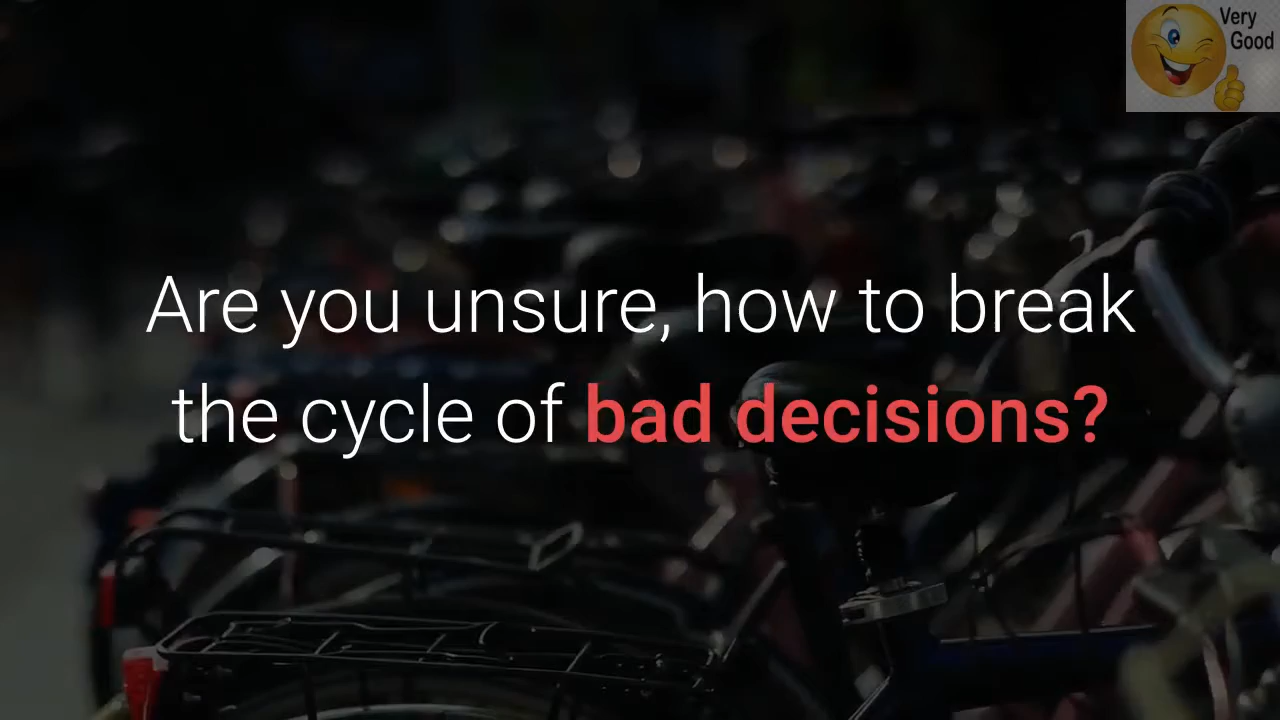 Very
Good
Are you unsure, how to break
the cycle of bad decisions?